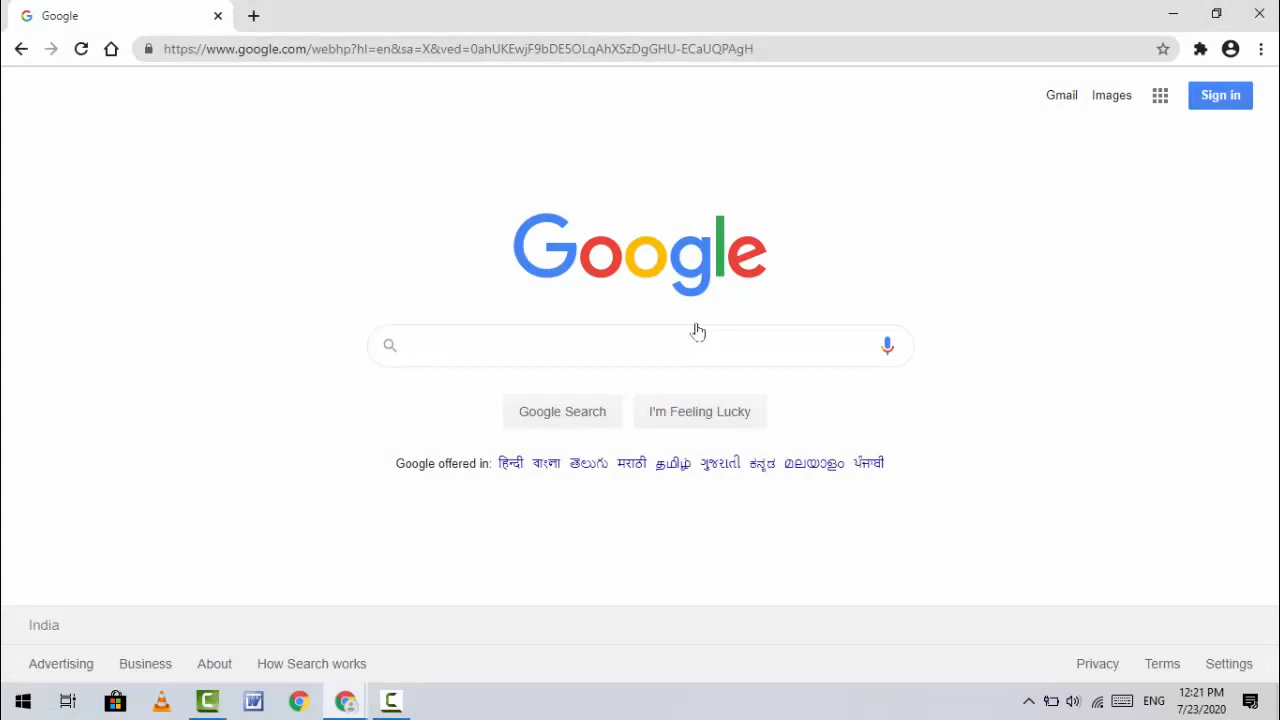 Google
https://www.google.com/webhp?hl=en&sa=X&ved=0ahUKEwjF9bDE5OLqAhXSzDgGHU-ECaUQPAgH
Gmail Images Sign in
Google
Google Search I'm Feeling Lucky
Google offered in: हिन्दी বাংলা తెలుగు मराठी தமிழ் ગુજરાતી ಕನ್ನಡ മലയാളം ਪੰਜਾਬੀ
India
Advertising Business About How Search works Privacy Terms Settings
ENG 12:21 PM
7/23/2020